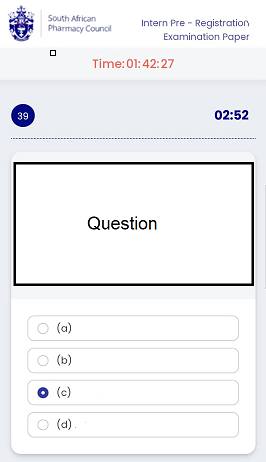 South African
Pharmacy Council
Intern Pre - Registration
Examination Paper
Time: 01: 42: 27
39
02:52
Question
(a)
(b)
(c)
(d)